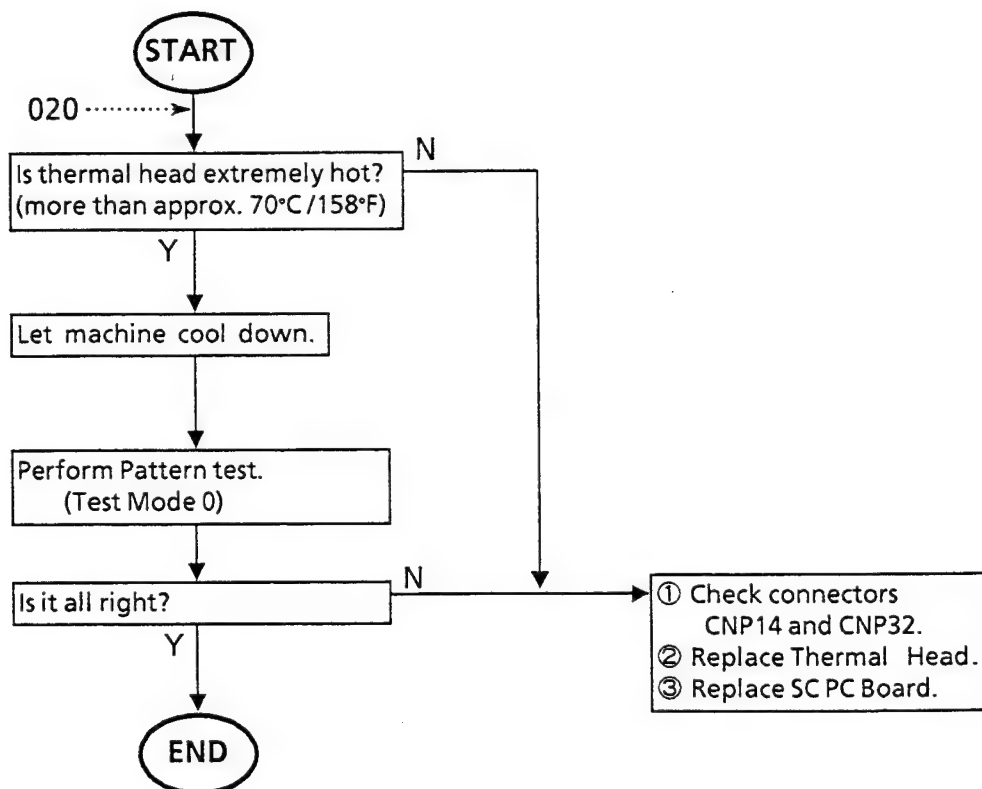 START
020
N
Is thermal head extremely hot?
(more than approx. 70°C/158°F)
Y
Let machine cool down.
Perform Pattern test.
(Test Mode 0)
N
Is it all right?
Y
① Check connectors
CNP14 and CNP32.
② Replace Thermal Head.
③ Replace SC PC Board.
END